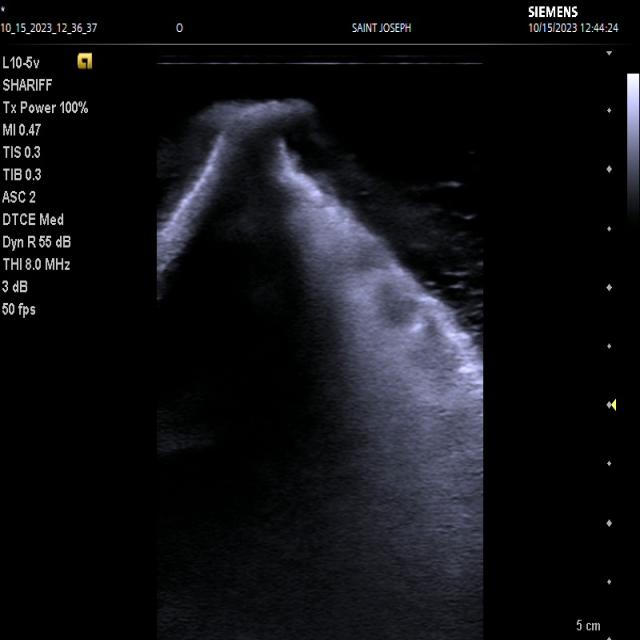 *
SIEMENS
10_15_2023_12_36_37 O SAINT JOSEPH 10/15/2023 12:44:24
L10-5v
SHARIFF
Tx Power 100%
MI 0.47
TIS 0.3
TIB 0.3
ASC 2
DTCE Med
Dyn R 55 dB
THI 8.0 MHz
3 dB
50 fps
5 cm